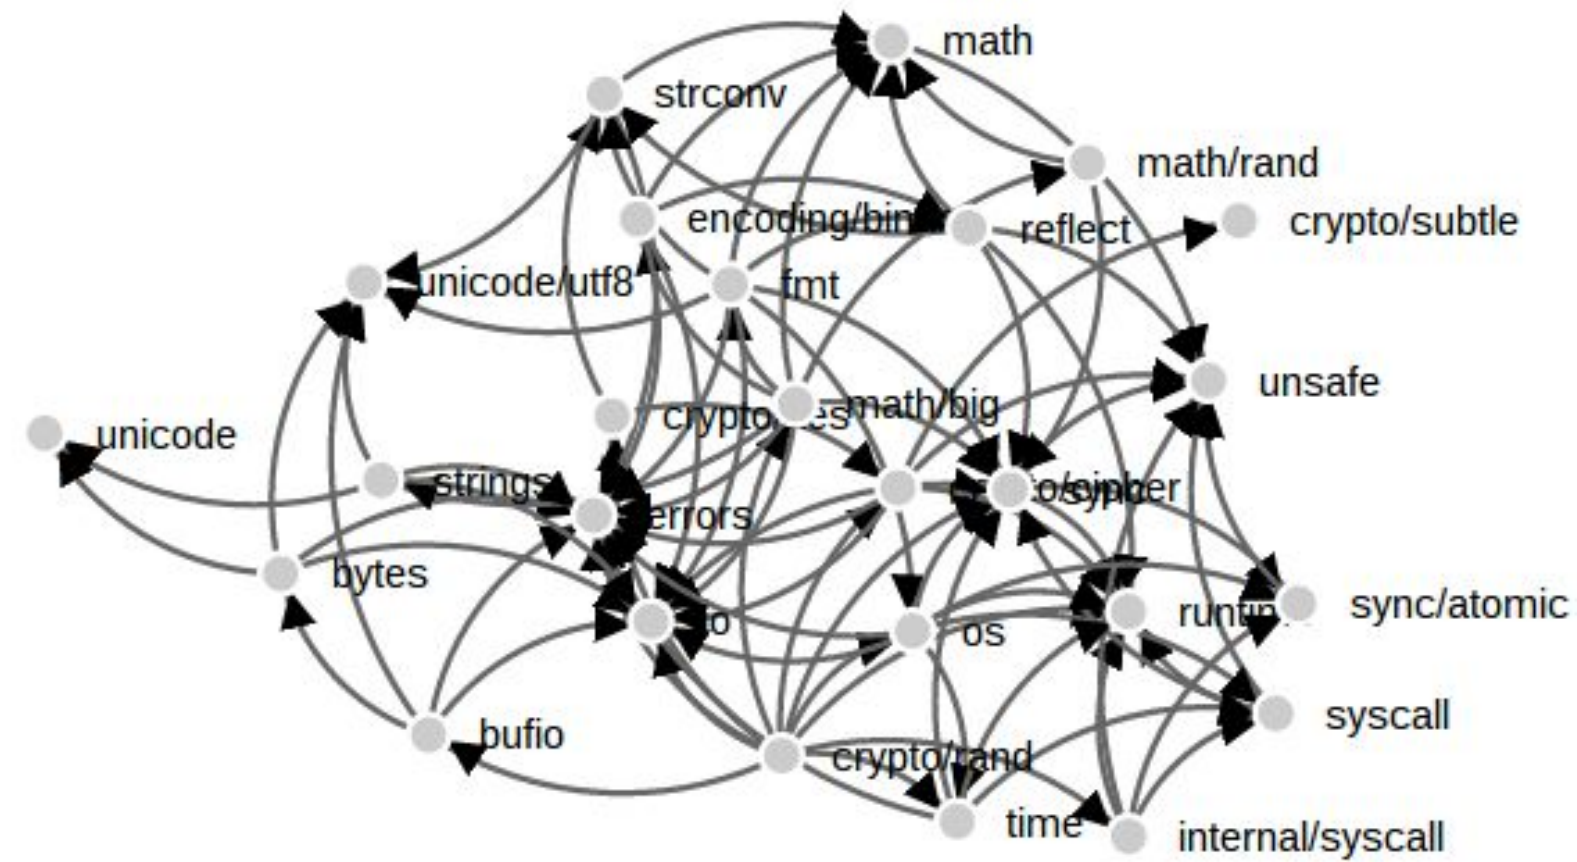 math
strconv
math/rand
encoding/bin
reflect
crypto/subtle
unicode/utf8
fmt
unsafe
math/big
unicode
strings
errors
sync
bytes
os
sync/atomic
syscall
bufio
crypto/rand
time
internal/syscall